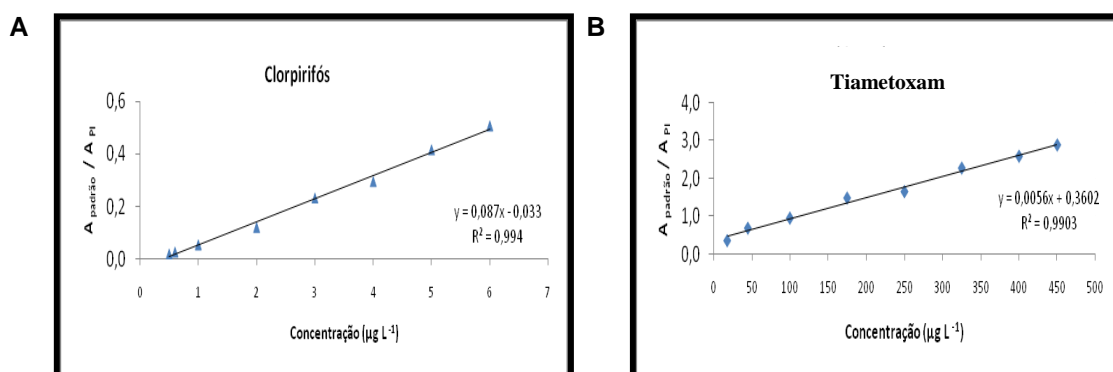 A
Clorpirifós
A padrão / A PI
0,6
0,4
0,2
0,0
y = 0,087x - 0,033
R² = 0,994
0 1 2 3 4 5 6 7
Concentração (µg L⁻¹)
B
Tiametoxam
A padrão / A PI
4,0
3,0
2,0
1,0
0,0
y = 0,0056x + 0,3602
R² = 0,9903
0 50 100 150 200 250 300 350 400 450 500
Concentração (µg L⁻¹)